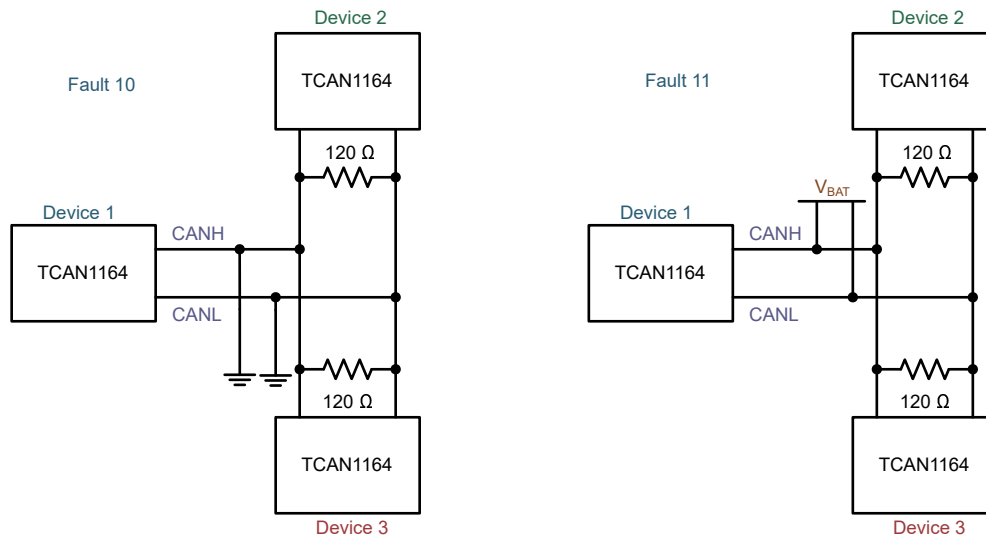 Device 2
Fault 10
TCAN1164
120 Ω
Device 1
CANH
TCAN1164
CANL
120 Ω
TCAN1164
Device 3
Device 2
Fault 11
TCAN1164
120 Ω
VBAT
Device 1
CANH
TCAN1164
CANL
120 Ω
TCAN1164
Device 3